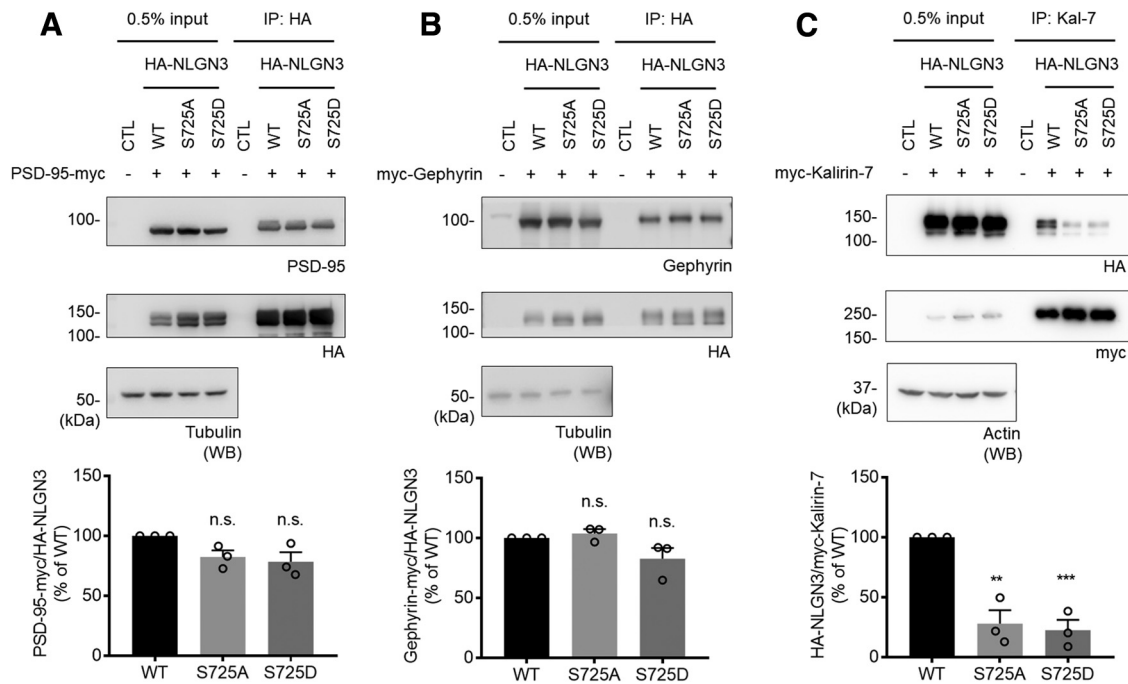 A
0.5% input IP: HA
HA-NLGN3 HA-NLGN3
CTL WT S725A S725D CTL WT S725A S725D
PSD-95-myc - + + + - + + +
100-
PSD-95
150-
100-
HA
50-
(kDa)
Tubulin
(WB)
PSD-95-myc/HA-NLGN3
(% of WT)
150
100
50
0
n.s. n.s.
WT S725A S725D
B
0.5% input IP: HA
HA-NLGN3 HA-NLGN3
CTL WT S725A S725D CTL WT S725A S725D
myc-Gephyrin - + + + - + + +
100-
Gephyrin
150-
100-
HA
50-
(kDa)
Tubulin
(WB)
Gephyrin-myc/HA-NLGN3
(% of WT)
150
100
50
0
n.s. n.s.
WT S725A S725D
C
0.5% input IP: Kal-7
HA-NLGN3 HA-NLGN3
CTL WT S725A S725D CTL WT S725A S725D
myc-Kalirin-7 - + + + - + + +
150-
100-
HA
250-
150-
myc
37-
(kDa)
Actin
(WB)
HA-NLGN3/myc-Kalirin-7
(% of WT)
150
100
50
0
** ***
WT S725A S725D